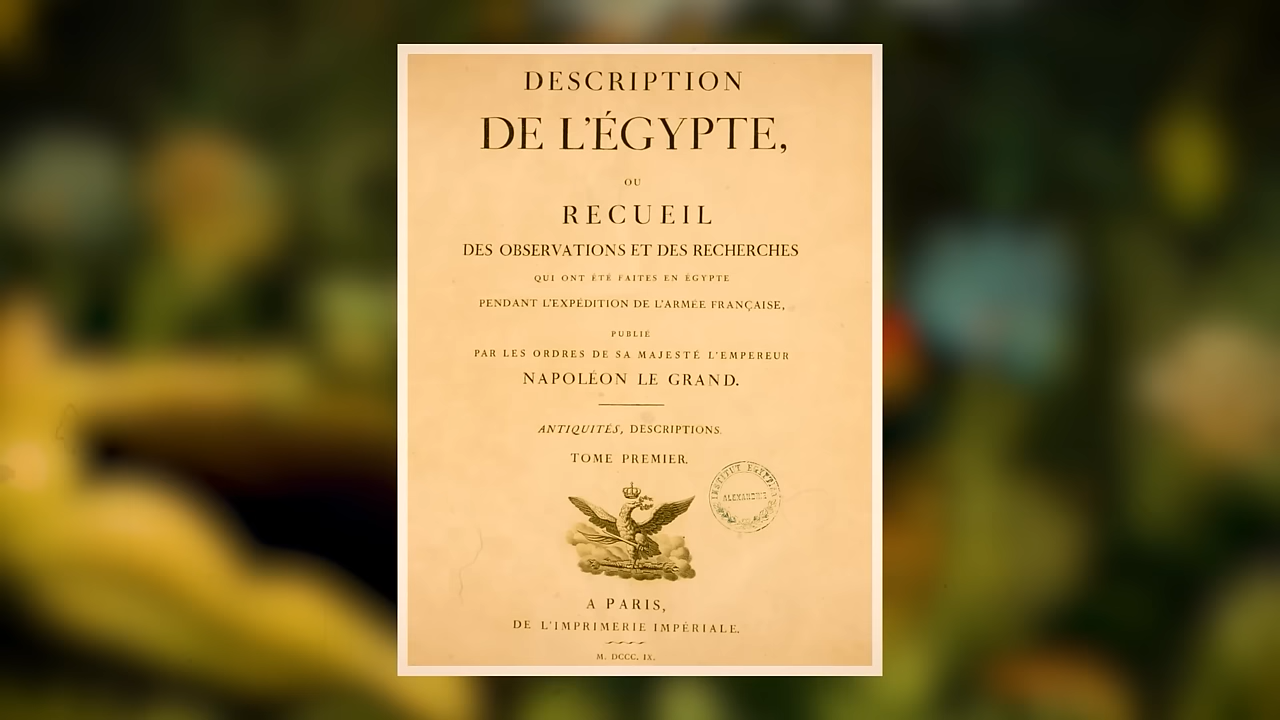 DESCRIPTION
DE L'ÉGYPTE,
OU
RECUEIL
DES OBSERVATIONS ET DES RECHERCHES
QUI ONT ÉTÉ FAITES EN ÉGYPTE
PENDANT L'EXPÉDITION DE L'ARMÉE FRANÇAISE,
PUBLIÉ
PAR LES ORDRES DE SA MAJESTÉ L'EMPEREUR
NAPOLÉON LE GRAND.
ANTIQUITÉS, DESCRIPTIONS.
TOME PREMIER.
INSTITUT EGYPTIEN
ALEXANDRIE
A PARIS,
DE L'IMPRIMERIE IMPÉRIALE.
M. DCCC. IX.